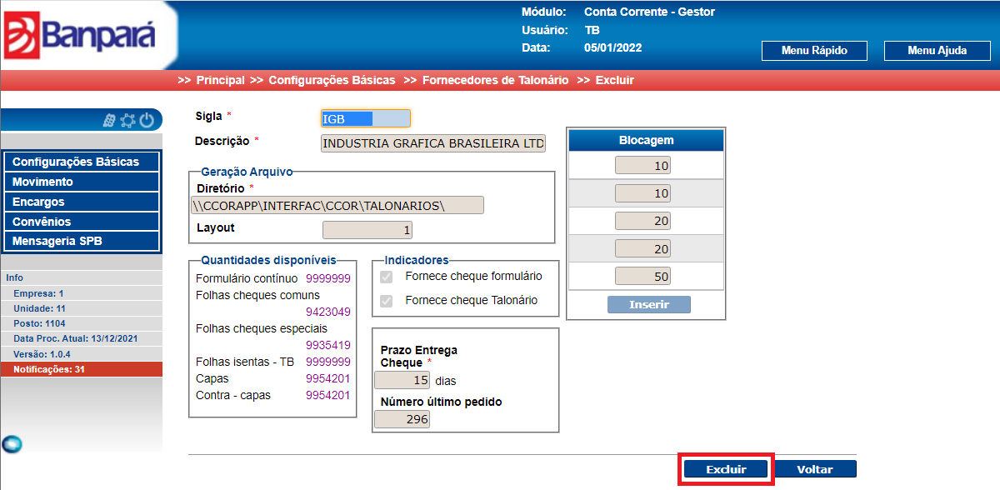 Banpará
Módulo: Conta Corrente - Gestor
Usuário: TB
Data: 05/01/2022
Menu Rápido
Menu Ajuda
>> Principal >> Configurações Básicas >> Fornecedores de Talonário >> Excluir
Configurações Básicas
Movimento
Encargos
Convênios
Mensageria SPB
Info
Empresa: 1
Unidade: 11
Posto: 1104
Data Proc. Atual: 13/12/2021
Versão: 1.0.4
Notificações: 31
Sigla * IGB
Descrição * INDUSTRIA GRAFICA BRASILEIRA LTD
Geração Arquivo
Diretório *
\\CCORAPP\INTERFAC\CCOR\TALONARIOS\
Layout 1
Quantidades disponíveis
Formulário contínuo 9999999
Folhas cheques comuns
9423049
Folhas cheques especiais
9935419
Folhas isentas - TB 9999999
Capas 9954201
Contra - capas 9954201
Indicadores
Fornece cheque formulário
Fornece cheque Talonário
Prazo Entrega
Cheque *
15 dias
Número último pedido
296
Blocagem
10
10
20
20
50
Inserir
Excluir
Voltar